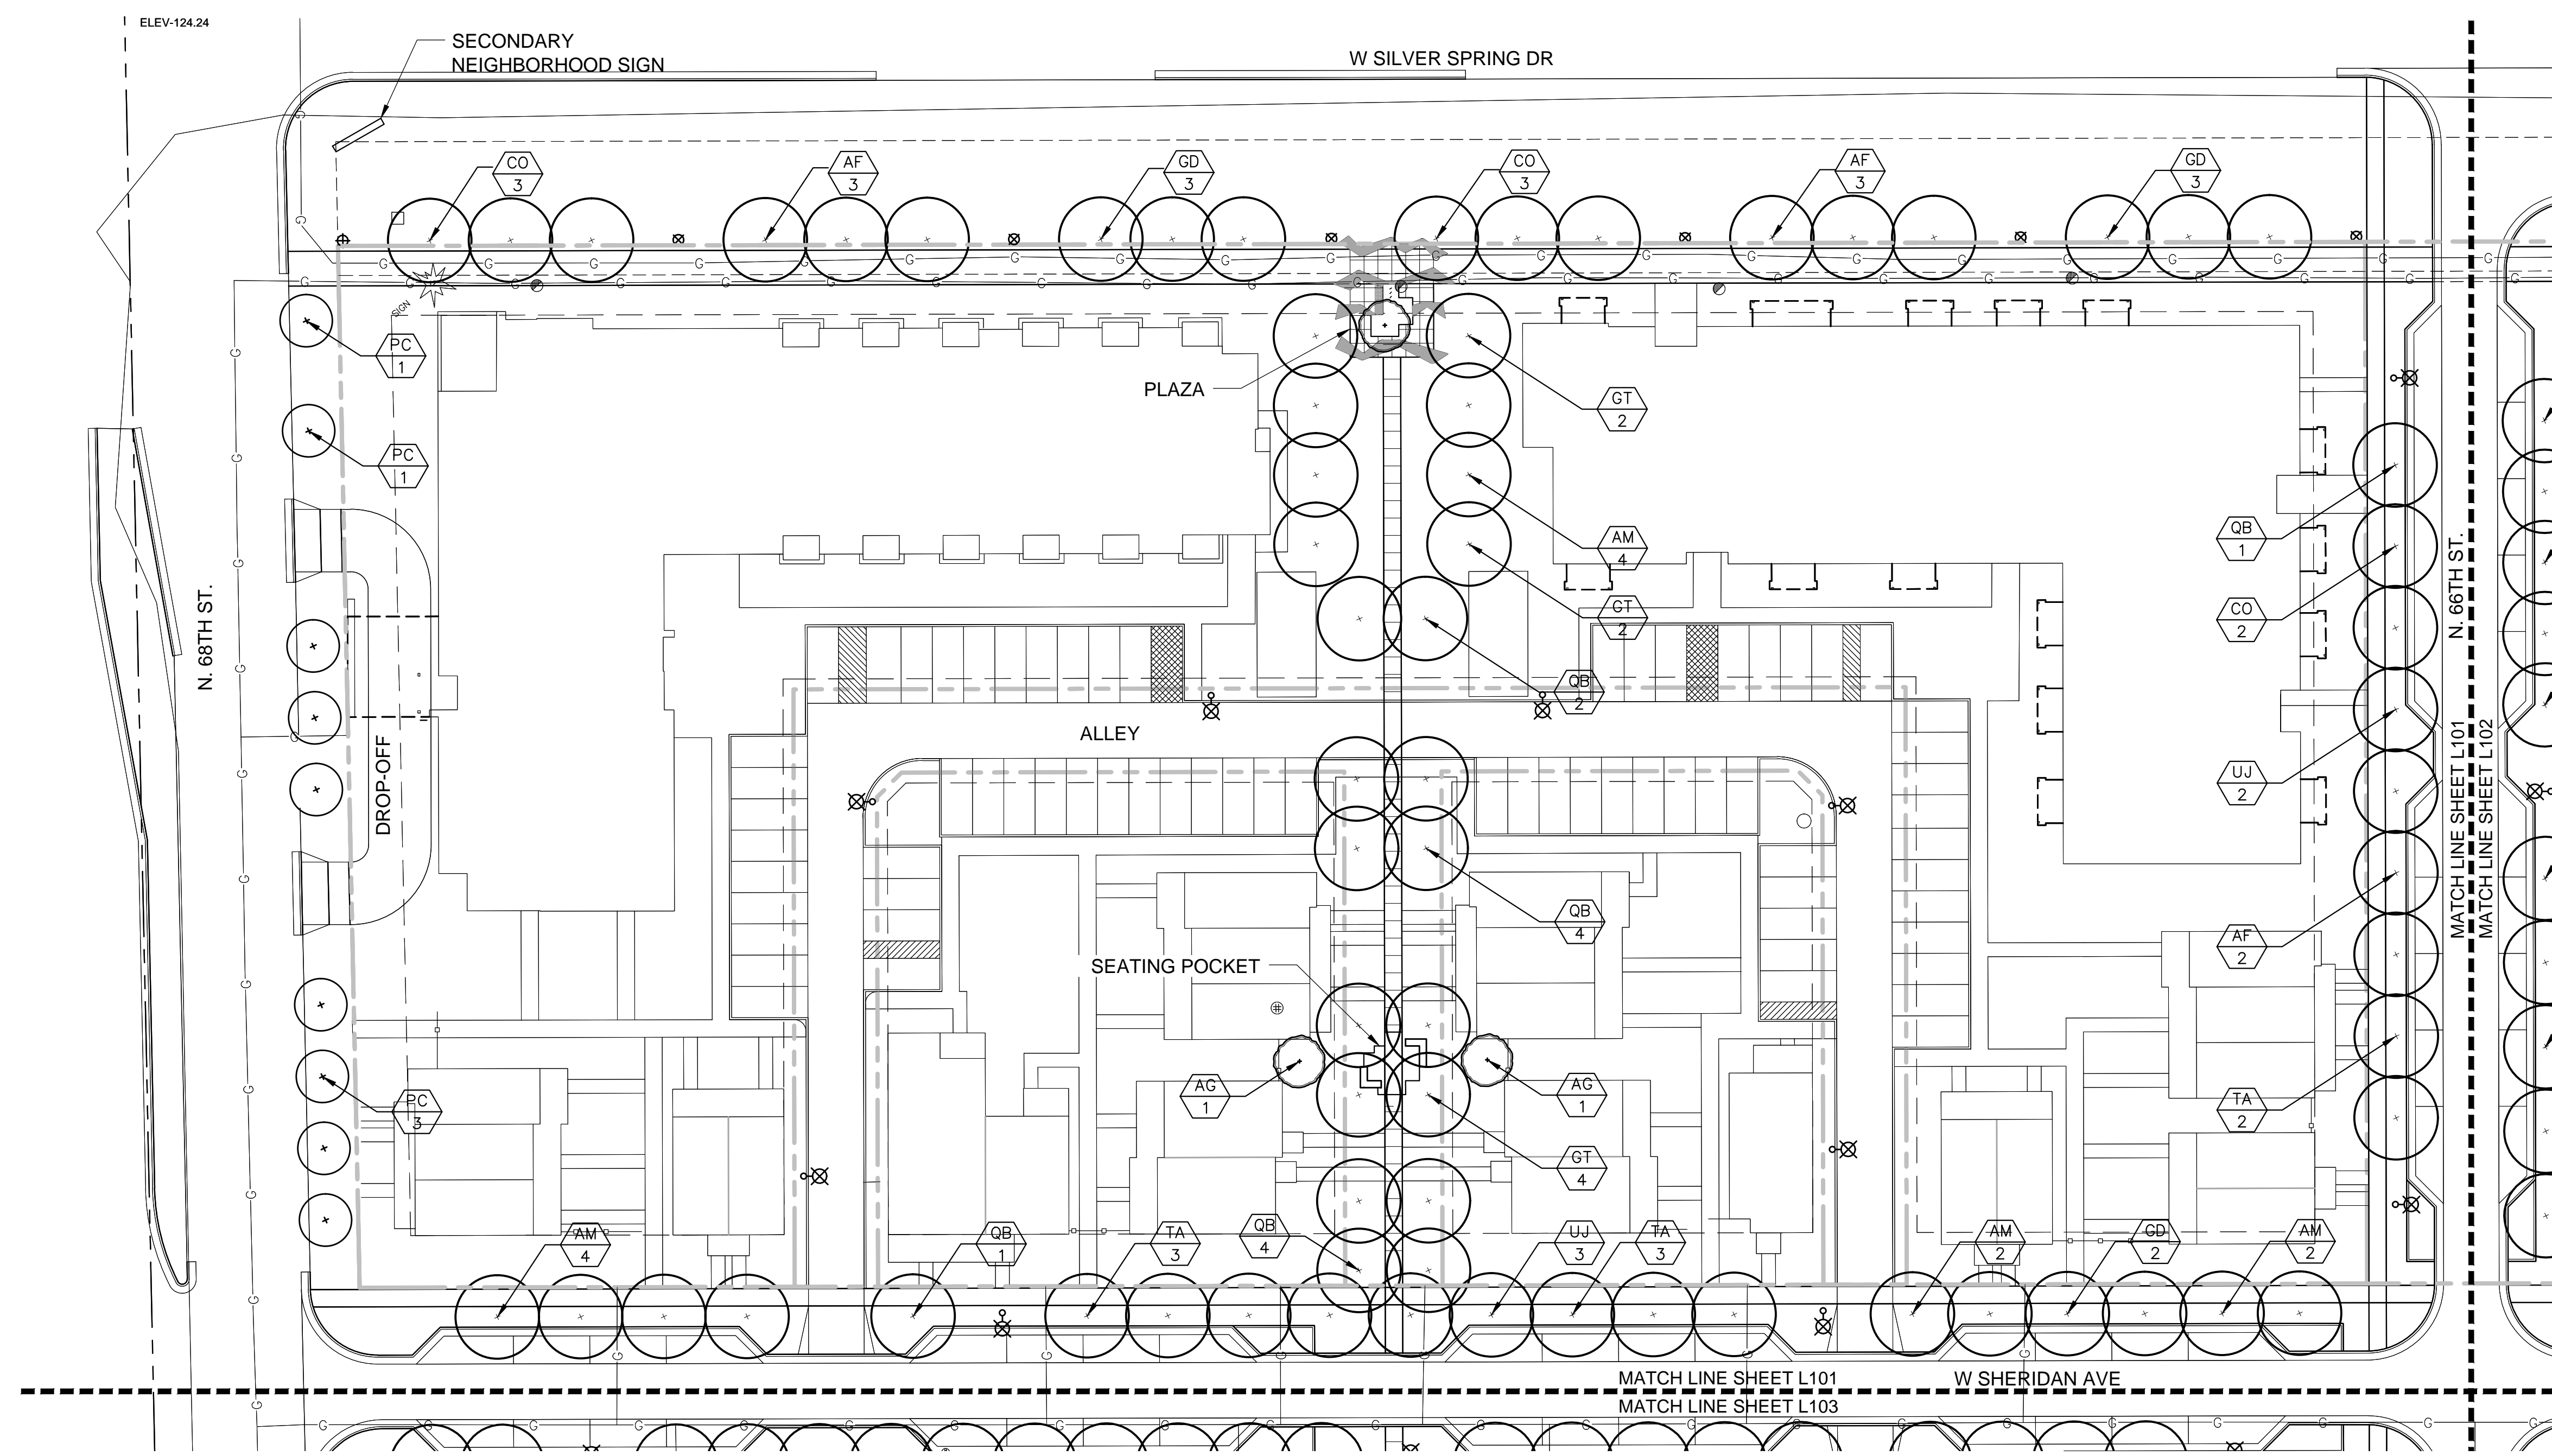 ELEV-124.24
SECONDARY
NEIGHBORHOOD SIGN
W SILVER SPRING DR
CO
3
AF
3
GD
3
CO
3
AF
3
GD
3
SIGN
PC
1
PLAZA
GT
2
PC
1
QB
1
AM
4
N. 68TH ST.
N. 66TH ST.
CO
2
GT
2
QB
2
ALLEY
DROP-OFF
UJ
2
MATCH LINE SHEET L101
MATCH LINE SHEET L102
QB
4
AF
2
SEATING POCKET
AG
1
AG
1
PC
3
TA
2
GT
4
AM
4
QB
1
TA
3
QB
4
UJ
3
TA
3
AM
2
GD
2
AM
2
MATCH LINE SHEET L101
W SHERIDAN AVE
MATCH LINE SHEET L103